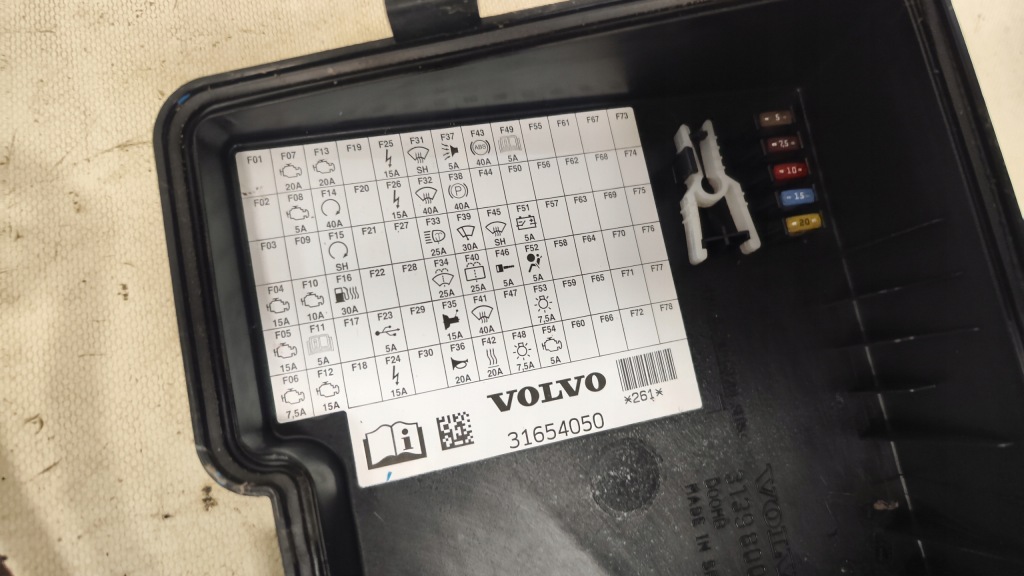 F01 F07 F13 F19 F25 F31 F37 F43 F49 F55 F61 F67 F73
ABS
20A 20A 15A SH 5A 40A 5A
F02 F08 F14 F20 F26 F32 F38 F44 F50 F56 F62 F68 F74
P
5A 40A 15A 40A 40A
F03 F09 F15 F21 F27 F33 F39 F45 F51 F57 F63 F69 F75
SH 25A 30A SH 5A
F04 F10 F16 F22 F28 F34 F40 F46 F52 F58 F64 F70 F76
15A 10A 30A 25A 25A 5A 5A
F05 F11 F17 F23 F29 F35 F41 F47 F53 F59 F65 F71 F77
15A 5A 5A 15A 40A 7,5A
F06 F12 F18 F24 F30 F36 F42 F48 F54 F60 F66 F72 F78
7,5A 15A 15A 20A 20A 7,5A 5A
VOLVO
*261*
i
31654050
5
7,5
10
15
20
MADE IN